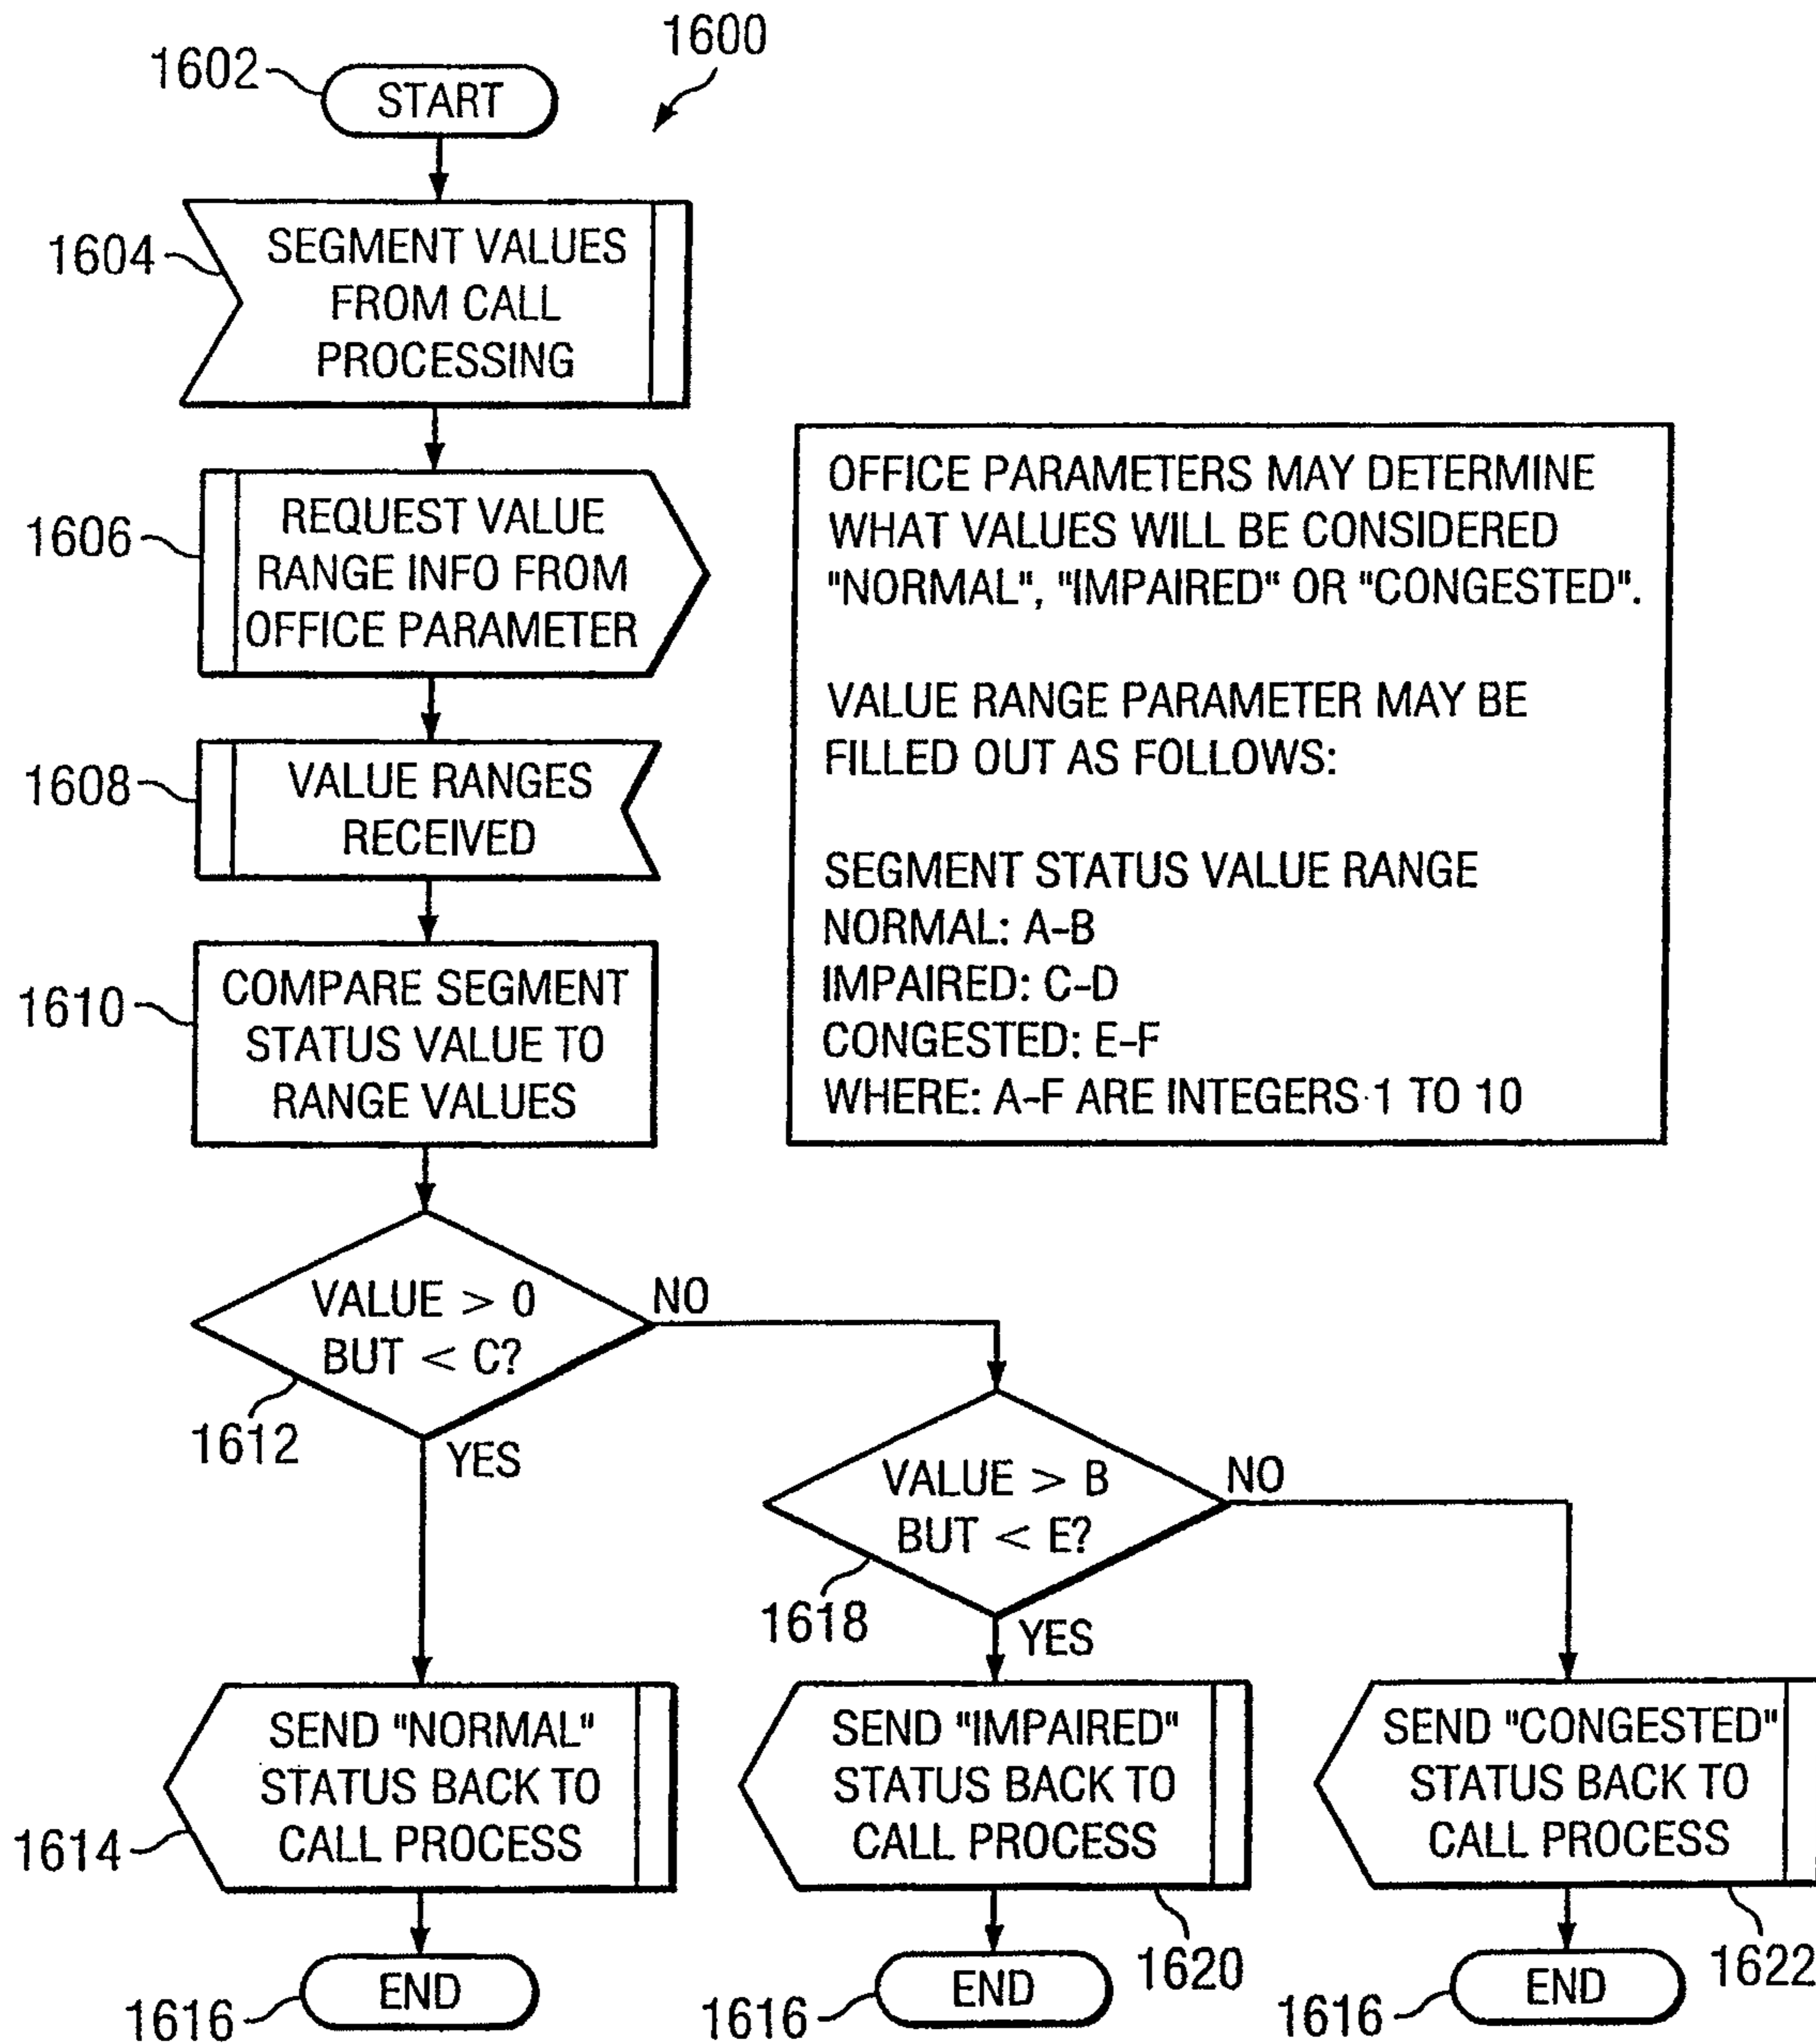 1600
1602
START
1604
SEGMENT VALUES
FROM CALL
PROCESSING
1606
REQUEST VALUE
RANGE INFO FROM
OFFICE PARAMETER
1608
VALUE RANGES
RECEIVED
1610
COMPARE SEGMENT
STATUS VALUE TO
RANGE VALUES
OFFICE PARAMETERS MAY DETERMINE
WHAT VALUES WILL BE CONSIDERED
"NORMAL", "IMPAIRED" OR "CONGESTED".
VALUE RANGE PARAMETER MAY BE
FILLED OUT AS FOLLOWS:
SEGMENT STATUS VALUE RANGE
NORMAL: A-B
IMPAIRED: C-D
CONGESTED: E-F
WHERE: A-F ARE INTEGERS 1 TO 10
VALUE > 0
BUT < C?
NO
1612
YES
VALUE > B
BUT < E?
NO
1618
YES
SEND "NORMAL"
STATUS BACK TO
CALL PROCESS
1614
SEND "IMPAIRED"
STATUS BACK TO
CALL PROCESS
1620
SEND "CONGESTED"
STATUS BACK TO
CALL PROCESS
1622
END
1616
END
1616
END
1616